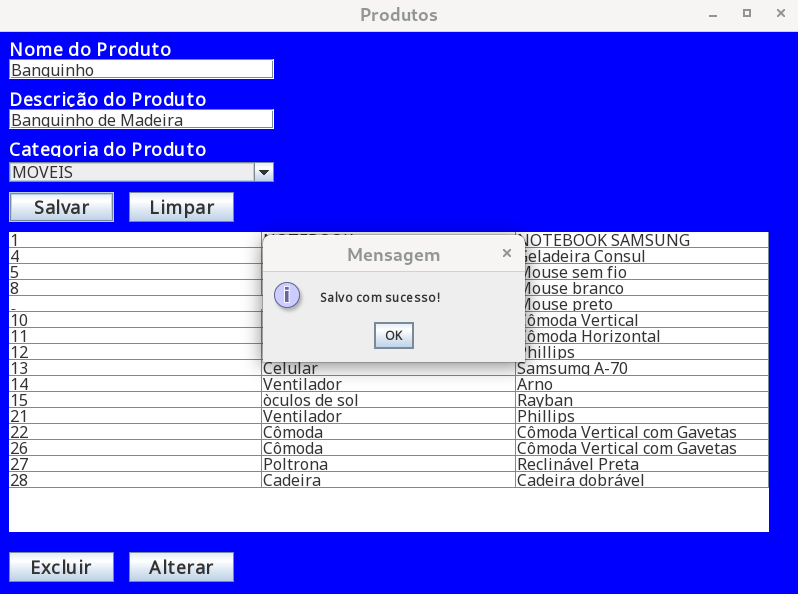 Produtos
Nome do Produto
Banquinho
Descrição do Produto
Banquinho de Madeira
Categoria do Produto
MOVEIS
Salvar Limpar
1 NOTEBOOK NOTEBOOK SAMSUNG
4 Geladeira Consul
5 Mouse sem fio
8 Mouse branco
Mouse preto
10 Cômoda Vertical
11 Cômoda Horizontal
12 Phillips
13 Celular Samsumg A-70
14 Ventilador Arno
15 òculos de sol Rayban
21 Ventilador Phillips
22 Cômoda Cômoda Vertical com Gavetas
26 Cômoda Cômoda Vertical com Gavetas
27 Poltrona Reclinável Preta
28 Cadeira Cadeira dobrável
Mensagem
Salvo com sucesso!
OK
Excluir Alterar